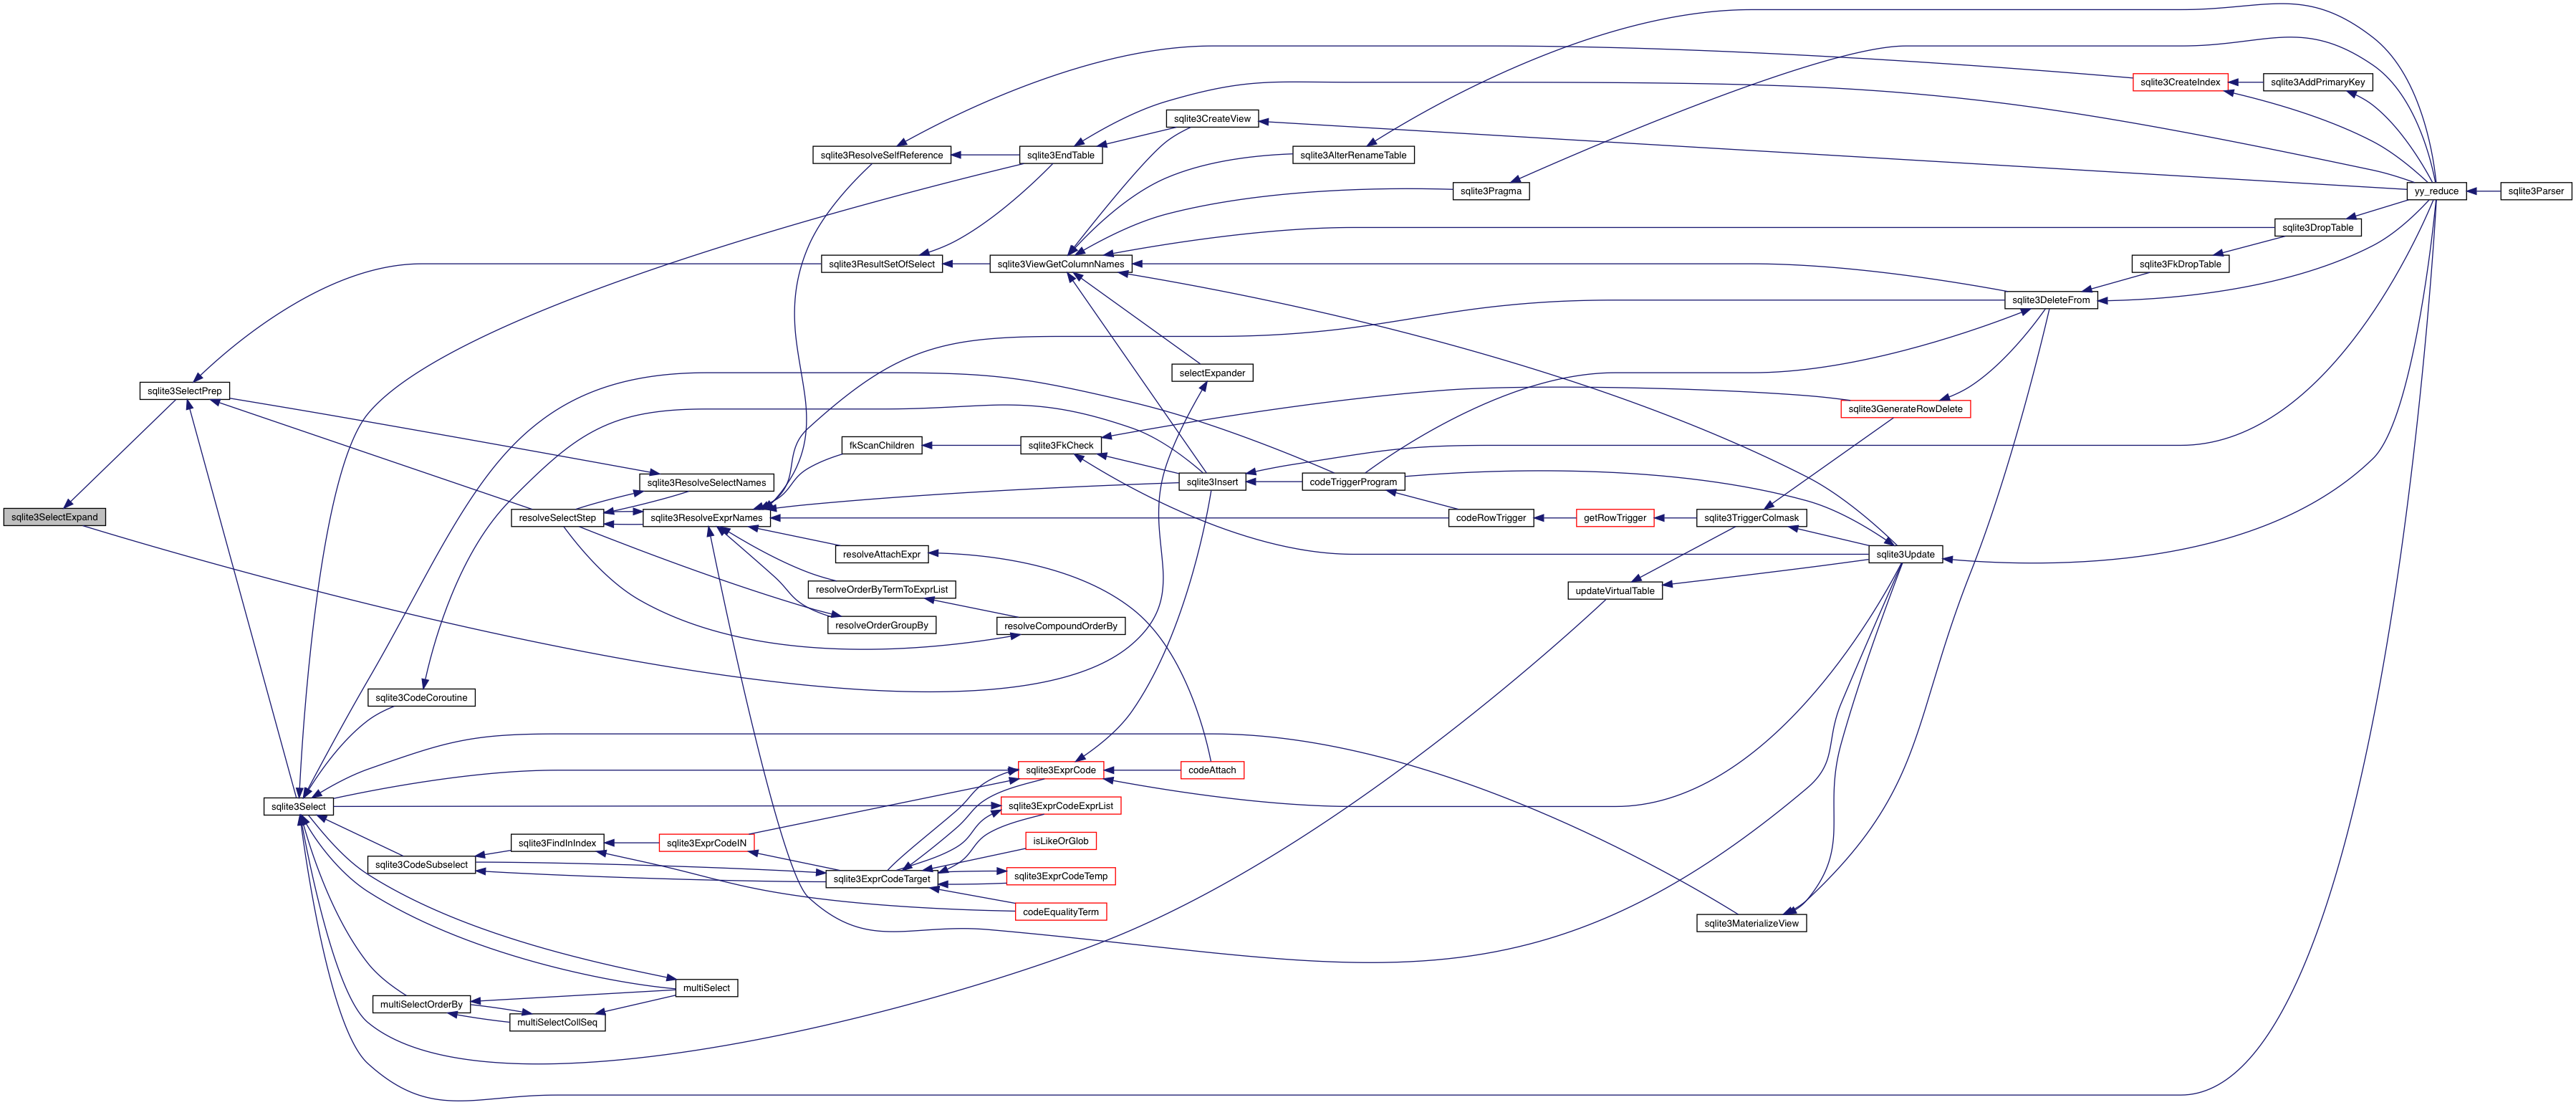 sqlite3CreateIndex
sqlite3AddPrimaryKey
sqlite3CreateView
sqlite3ResolveSelfReference
sqlite3EndTable
sqlite3AlterRenameTable
sqlite3Pragma
yy_reduce
sqlite3Parser
sqlite3DropTable
sqlite3ResultSetOfSelect
sqlite3ViewGetColumnNames
sqlite3FkDropTable
sqlite3DeleteFrom
selectExpander
sqlite3SelectPrep
sqlite3GenerateRowDelete
fkScanChildren
sqlite3FkCheck
sqlite3ResolveSelectNames
sqlite3Insert
codeTriggerProgram
sqlite3SelectExpand
resolveSelectStep
sqlite3ResolveExprNames
codeRowTrigger
getRowTrigger
sqlite3TriggerColmask
resolveAttachExpr
sqlite3Update
resolveOrderByTermToExprList
updateVirtualTable
resolveOrderGroupBy
resolveCompoundOrderBy
sqlite3CodeCoroutine
sqlite3ExprCode
codeAttach
sqlite3Select
sqlite3ExprCodeExprList
sqlite3FindInIndex
sqlite3ExprCodeIN
isLikeOrGlob
sqlite3CodeSubselect
sqlite3ExprCodeTarget
sqlite3ExprCodeTemp
codeEqualityTerm
sqlite3MaterializeView
multiSelect
multiSelectOrderBy
multiSelectCollSeq